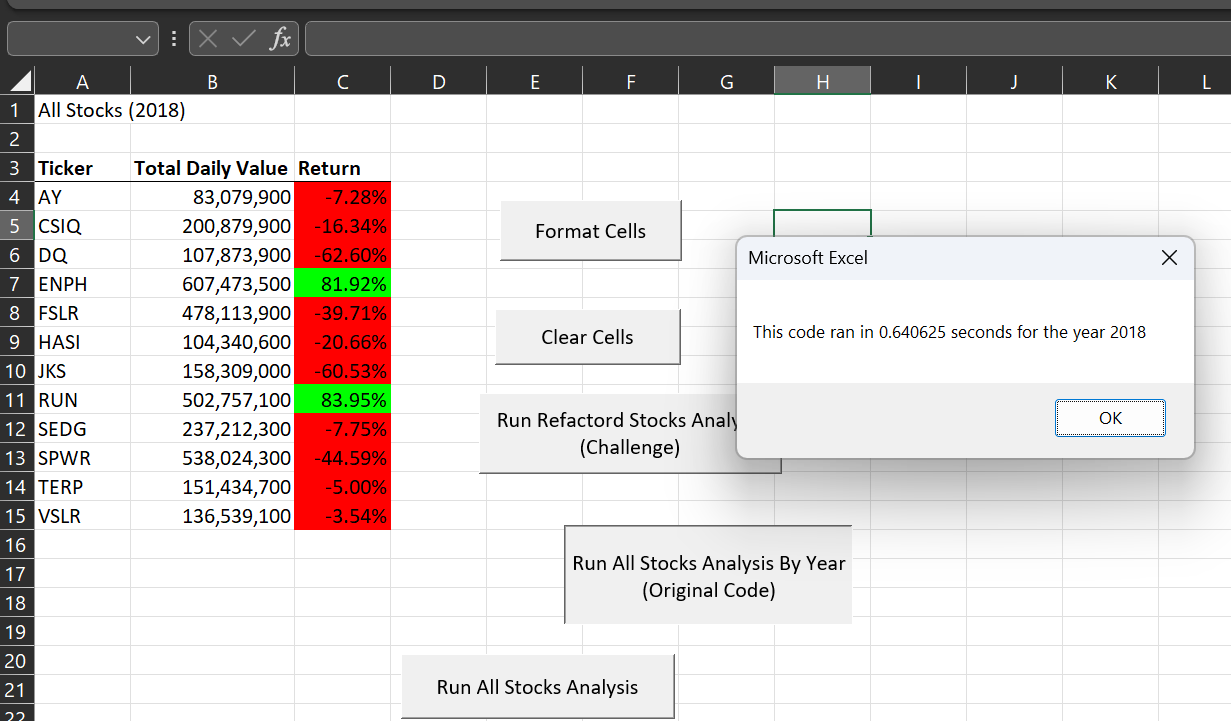 fx
A B C D E F G H I J K L
1 All Stocks (2018)
2
3 Ticker Total Daily Value Return
4 AY 83,079,900 -7.28%
5 CSIQ 200,879,900 -16.34%
6 DQ 107,873,900 -62.60%
7 ENPH 607,473,500 81.92%
8 FSLR 478,113,900 -39.71%
9 HASI 104,340,600 -20.66%
10 JKS 158,309,000 -60.53%
11 RUN 502,757,100 83.95%
12 SEDG 237,212,300 -7.75%
13 SPWR 538,024,300 -44.59%
14 TERP 151,434,700 -5.00%
15 VSLR 136,539,100 -3.54%
16
17
18
19
20
21
22
Format Cells
Clear Cells
Run Refactord Stocks Analy
(Challenge)
Run All Stocks Analysis By Year
(Original Code)
Run All Stocks Analysis
Microsoft Excel
This code ran in 0.640625 seconds for the year 2018
OK